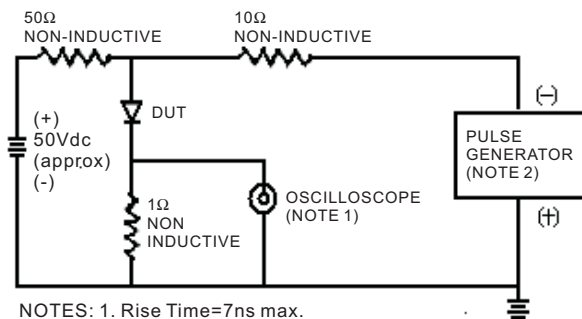 50Ω
NON-INDUCTIVE
10Ω
NON-INDUCTIVE
DUT
(+)
50Vdc
(approx)
(-)
1Ω
NON
INDUCTIVE
OSCILLOSCOPE
(NOTE 1)
(−)
PULSE
GENERATOR
(NOTE 2)
(+)
NOTES: 1. Rise Time=7ns max.